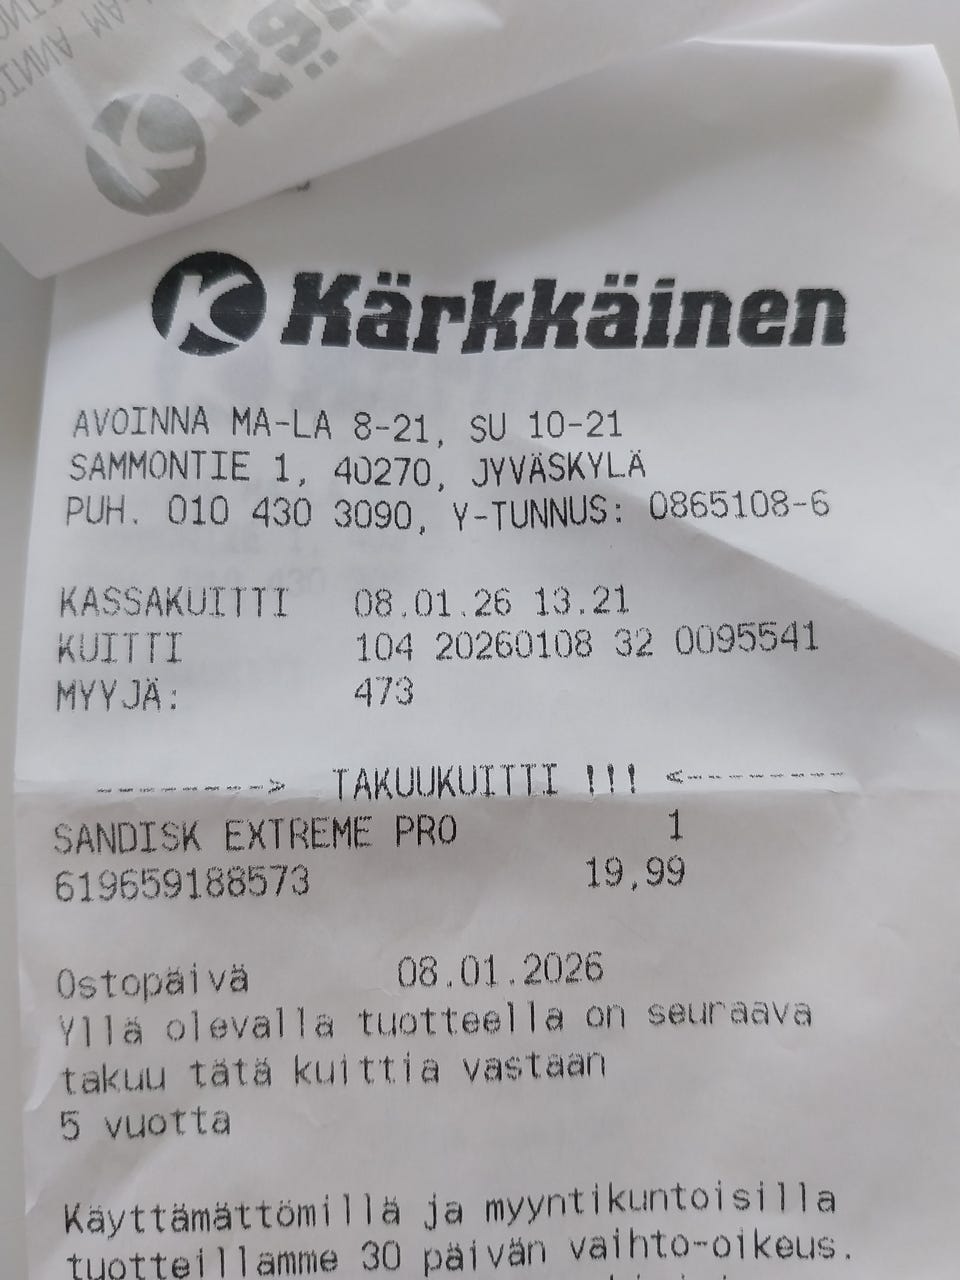 Kärkkäinen
AVOINNA MA-LA 8-21, SU 10-21
SAMMONTIE 1, 40270, JYVÄSKYLÄ
PUH. 010 430 3090, Y-TUNNUS: 0865108-6
KASSAKUITTI 08.01.26 13.21
KUITTI 104 20260108 32 0095541
MYYJÄ: 473
---------> TAKUUKUITTI !!! <---------
SANDISK EXTREME PRO 1
619659188573 19,99
Ostopäivä 08.01.2026
Yllä olevalla tuotteella on seuraava
takuu tätä kuittia vastaan
5 vuotta
Käyttämättömillä ja myyntikuntoisilla
tuotteillamme 30 päivän vaihto-oikeus.